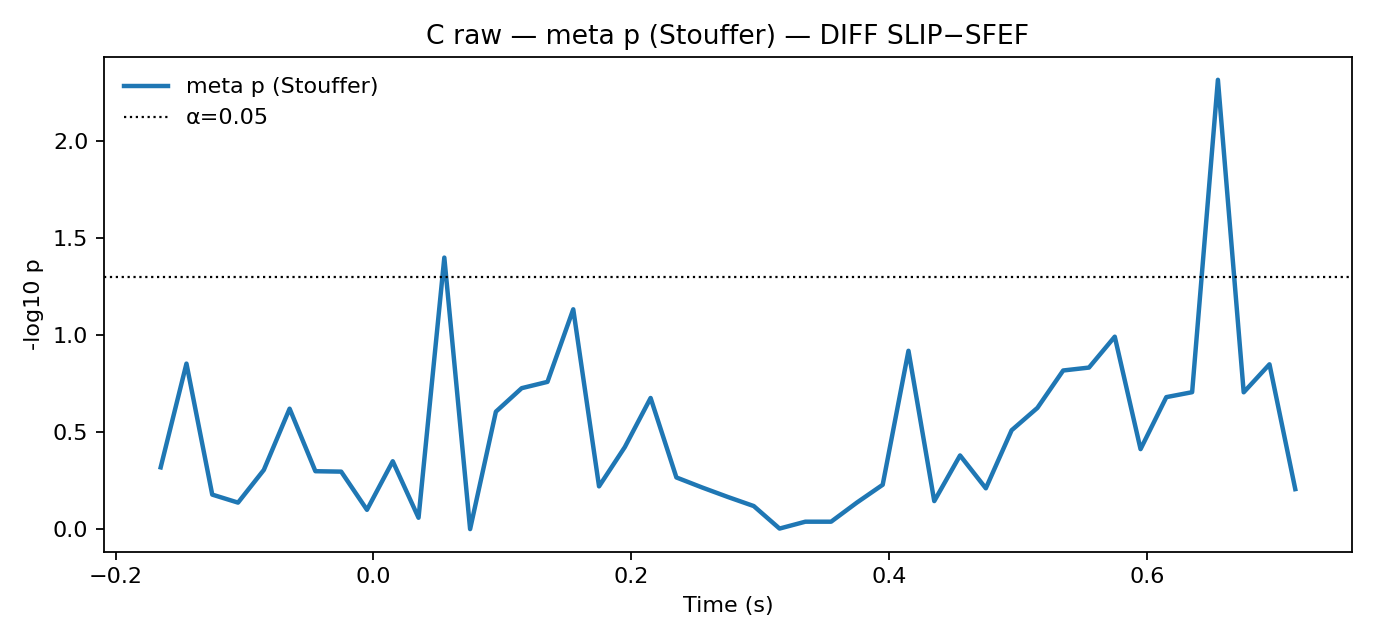 C raw — meta p (Stouffer) — DIFF SLIP−SFEF
meta p (Stouffer)
α=0.05
-log10 p
2.0
1.5
1.0
0.5
0.0
−0.2
0.0
0.2
0.4
0.6
Time (s)